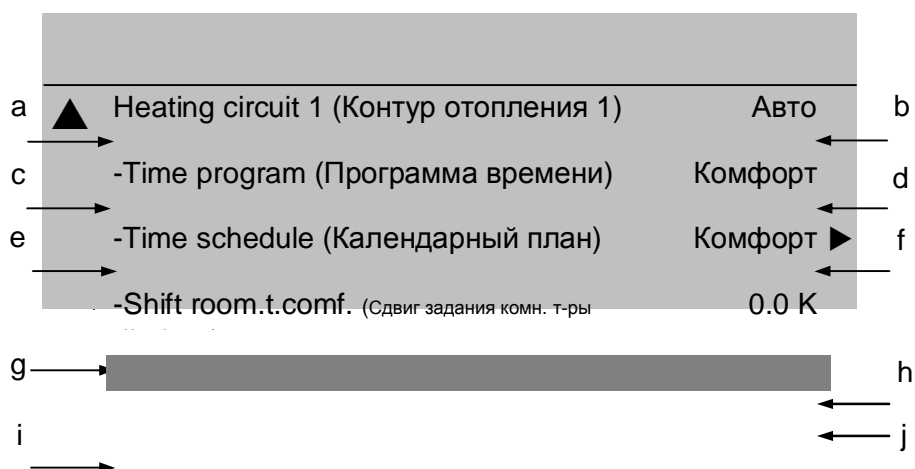 a Heating circuit 1 (Контур отопления 1) Авто b
c -Time program (Программа времени) Комфорт d
e -Time schedule (Календарный план) Комфорт f
-Shift room.t.comf. (Сдвиг задания комн. т-ры 0.0 K
g h
i j